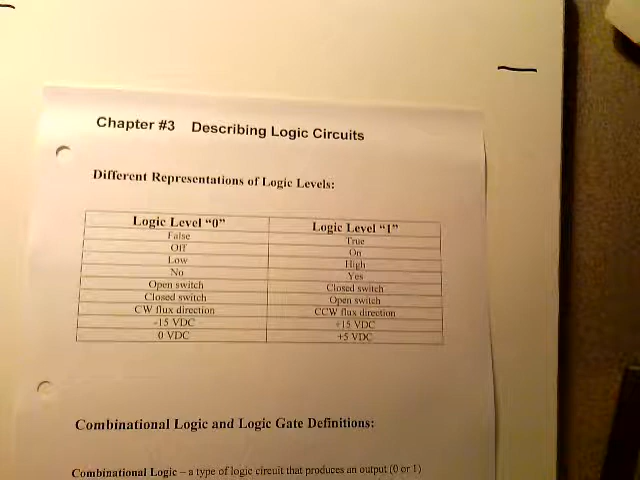 Chapter #3 Describing Logic Circuits
Different Representations of Logic Levels:
Logic Level "0" Logic Level "1"
False True
Off On
Low High
No Yes
Open switch Closed switch
Closed switch Open switch
CW flux direction CCW flux direction
-15 VDC +15 VDC
0 VDC +5 VDC
Combinational Logic and Logic Gate Definitions:
Combinational Logic – a type of logic circuit that produces an output (0 or 1)